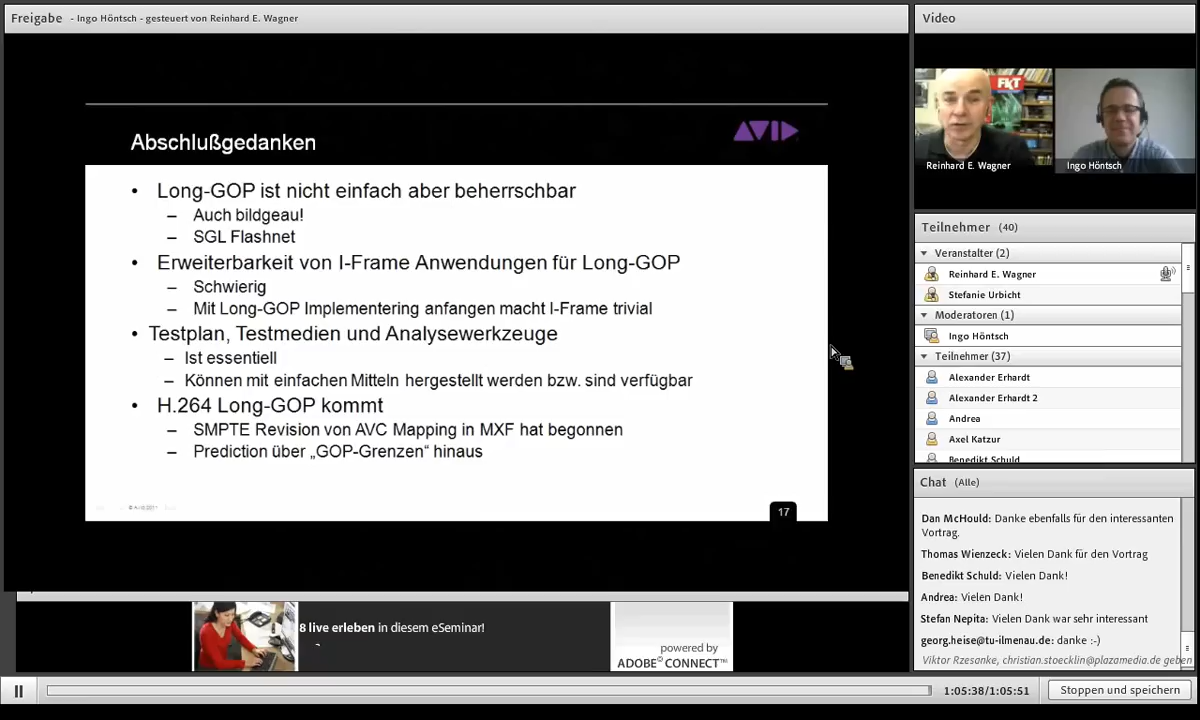 Freigabe - Ingo Höntsch - gesteuert von Reinhard E. Wagner
Abschlußgedanken
AVID
• Long-GOP ist nicht einfach aber beherrschbar
– Auch bildgeau!
– SGL Flashnet
• Erweiterbarkeit von I-Frame Anwendungen für Long-GOP
– Schwierig
– Mit Long-GOP Implementering anfangen macht I-Frame trivial
• Testplan, Testmedien und Analysewerkzeuge
– Ist essentiell
– Können mit einfachen Mitteln hergestellt werden bzw. sind verfügbar
• H.264 Long-GOP kommt
– SMPTE Revision von AVC Mapping in MXF hat begonnen
– Prediction über „GOP-Grenzen“ hinaus
17
8 live erleben in diesem eSeminar!
powered by
ADOBE® CONNECT™
Video
FKT
Reinhard E. Wagner
Ingo Höntsch
Teilnehmer (40)
Veranstalter (2)
Reinhard E. Wagner
Stefanie Urbicht
Moderatoren (1)
Ingo Höntsch
Teilnehmer (37)
Alexander Erhardt
Alexander Erhardt 2
Andrea
Axel Katzur
Benedikt Schuld
Chat (Alle)
Dan McHould: Danke ebenfalls für den interessanten
Vortrag.
Thomas Wienzeck: Vielen Dank für den Vortrag
Benedikt Schuld: Vielen Dank!
Andrea: Vielen Dank!
Stefan Nepita: Vielen Dank war sehr interessant
georg.heise@tu-ilmenau.de: danke :-)
Viktor Rzesanke, christian.stoecklin@plazamedia.de geben
1:05:38/1:05:51
Stoppen und speichern